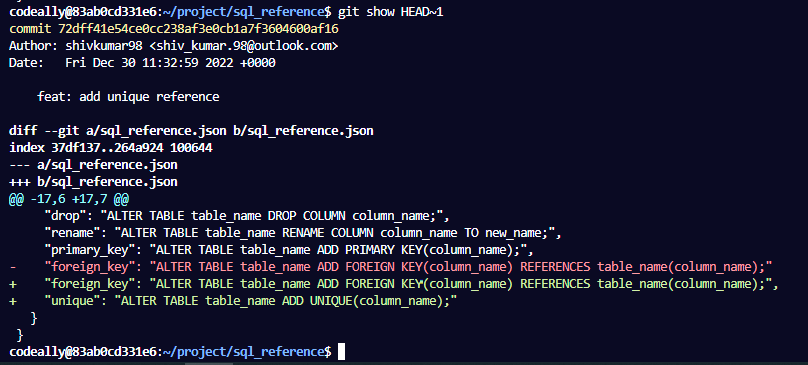 codeally@83ab0cd331e6:~/project/sql_reference$ git show HEAD~1
commit 72dff41e54ce0cc238af3e0cb1a7f3604600af16
Author: shivkumar98 <shiv_kumar.98@outlook.com>
Date:   Fri Dec 30 11:32:59 2022 +0000

    feat: add unique reference

diff --git a/sql_reference.json b/sql_reference.json
index 37df137..264a924 100644
--- a/sql_reference.json
+++ b/sql_reference.json
@@ -17,6 +17,7 @@
     "drop": "ALTER TABLE table_name DROP COLUMN column_name;",
     "rename": "ALTER TABLE table_name RENAME COLUMN column_name TO new_name;",
     "primary_key": "ALTER TABLE table_name ADD PRIMARY KEY(column_name);",
-    "foreign_key": "ALTER TABLE table_name ADD FOREIGN KEY(column_name) REFERENCES table_name(column_name);"
+    "foreign_key": "ALTER TABLE table_name ADD FOREIGN KEY(column_name) REFERENCES table_name(column_name);",
+    "unique": "ALTER TABLE table_name ADD UNIQUE(column_name);"
   }
 }
codeally@83ab0cd331e6:~/project/sql_reference$